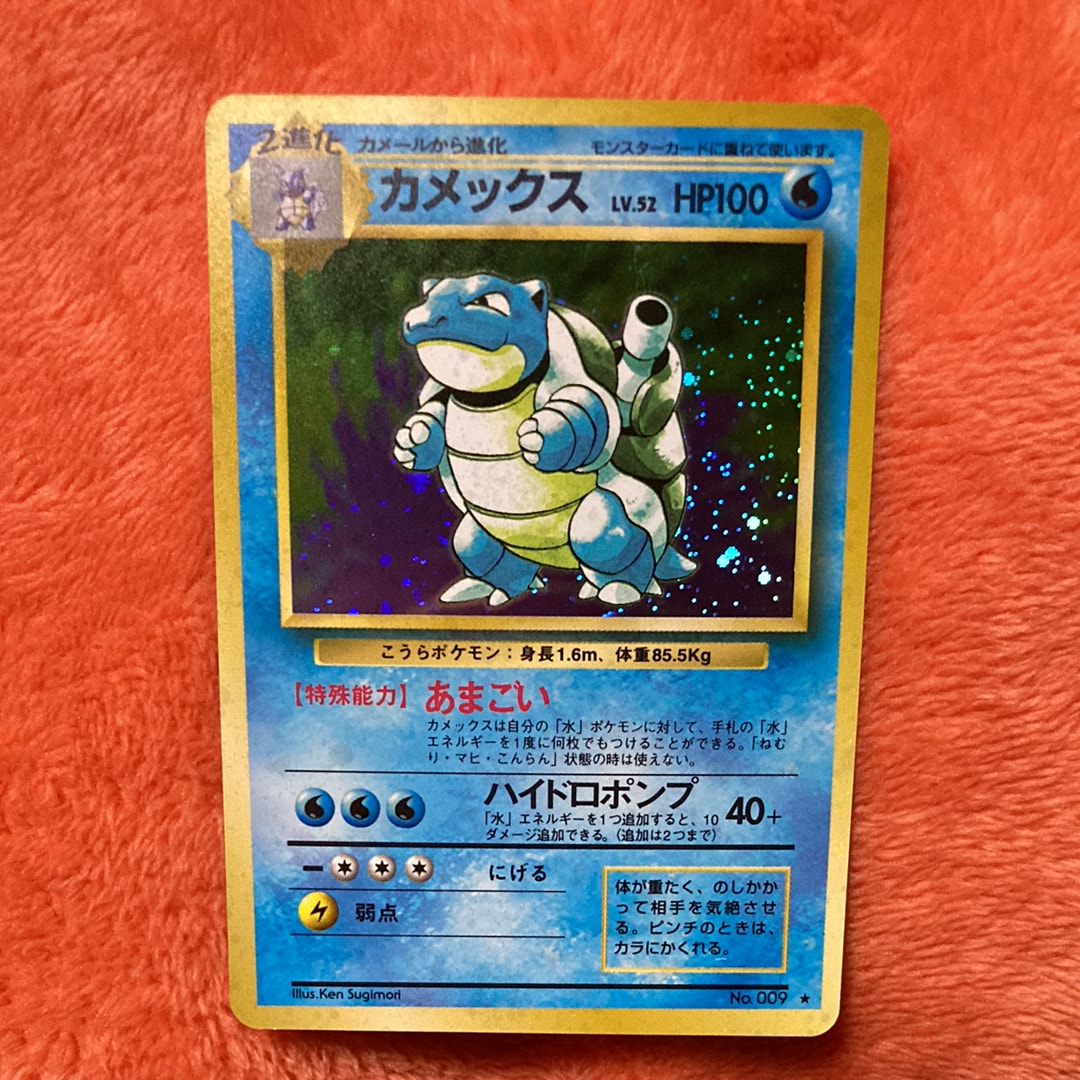 2進化 カメールから進化 モンスターカードに重ねて使います。
カメックス LV.52 HP100
こうらポケモン：身長1.6m、体重85.5Kg
【特殊能力】 あまごい
カメックスは自分の「水」ポケモンに対して、手札の「水」
エネルギーを1度に何枚でもつけることができる。「ねむ
り・マヒ・こんらん」状態の時は使えない。
ハイドロポンプ 40+
「水」エネルギーを1つ追加すると、10
ダメージ追加できる。（追加は2つまで）
にげる
弱点
体が重たく、のしかか
って相手を気絶させ
る。ピンチのときは、
カラにかくれる。
Illus.Ken Sugimori No. 009 ★